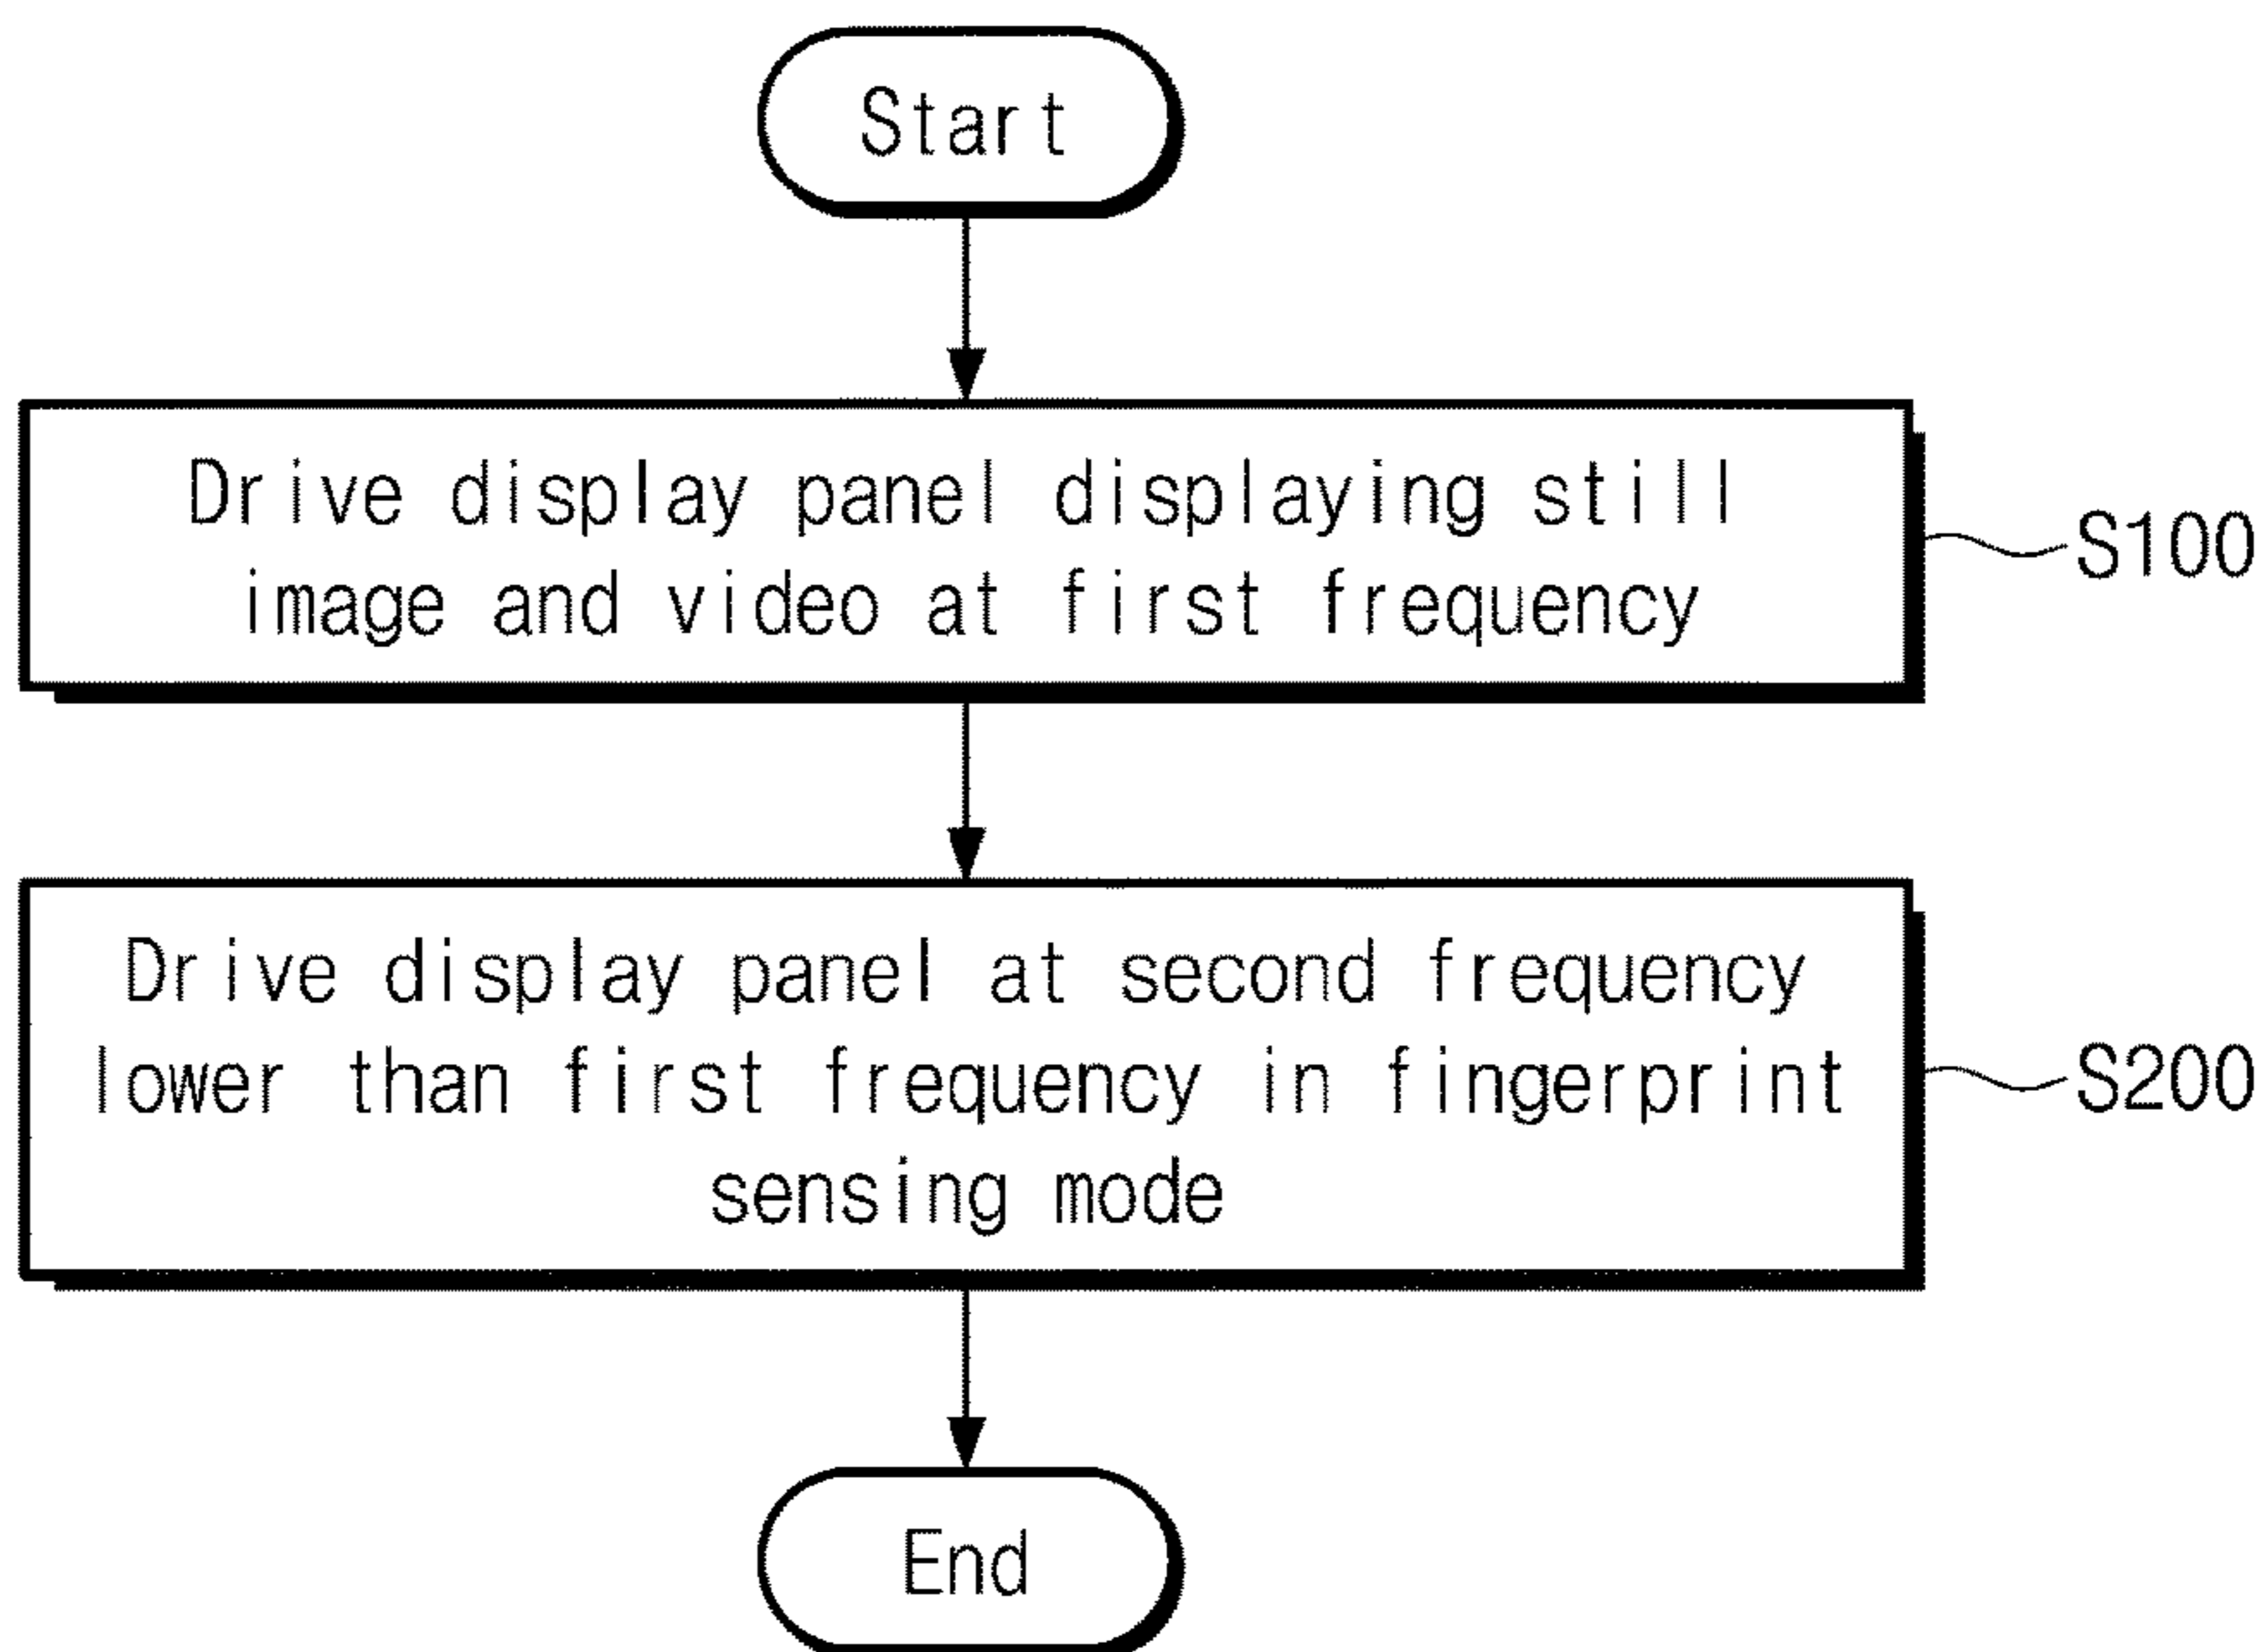 Start
Drive display panel displaying still
image and video at first frequency
S100
Drive display panel at second frequency
lower than first frequency in fingerprint
sensing mode
S200
End